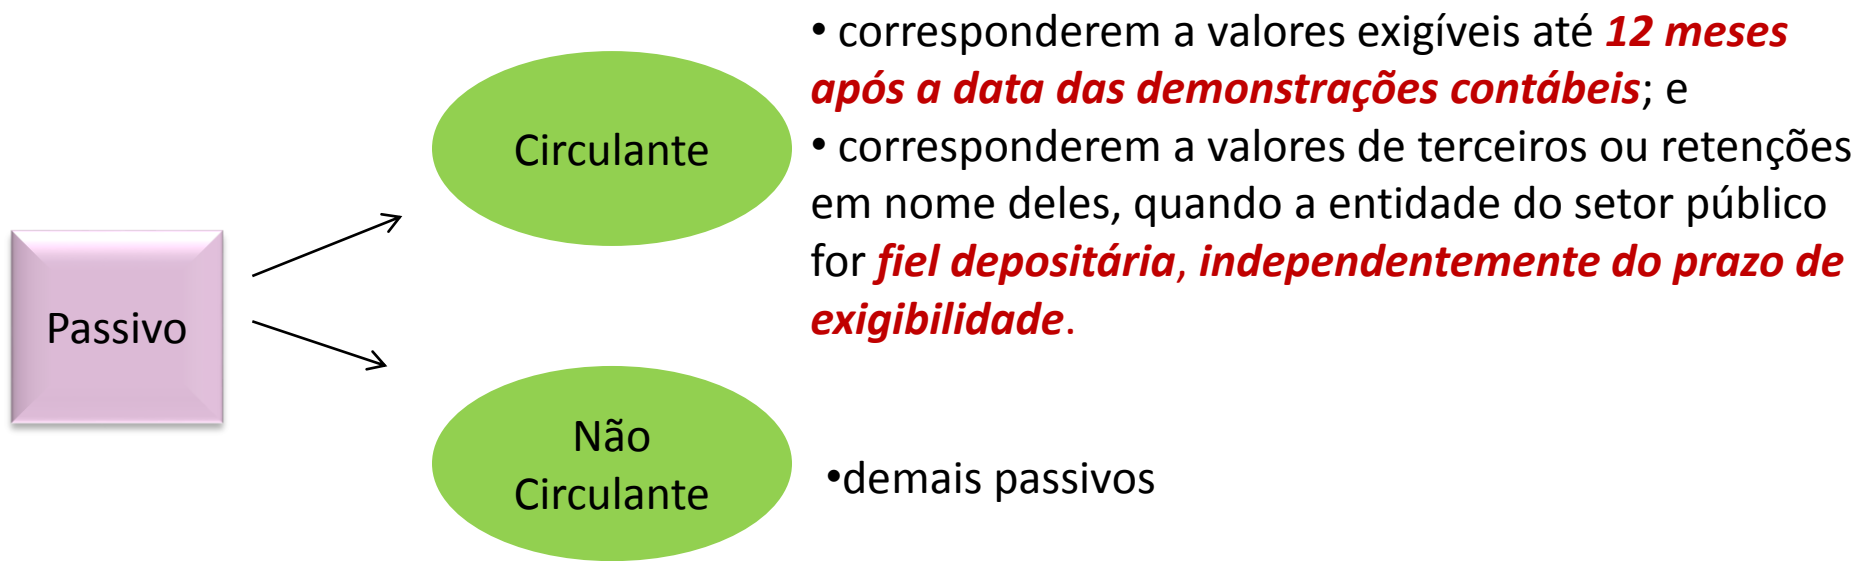 Passivo
Circulante
• corresponderem a valores exigíveis até 12 meses
após a data das demonstrações contábeis; e
• corresponderem a valores de terceiros ou retenções
em nome deles, quando a entidade do setor público
for fiel depositária, independentemente do prazo de
exigibilidade.
Não
Circulante
•demais passivos